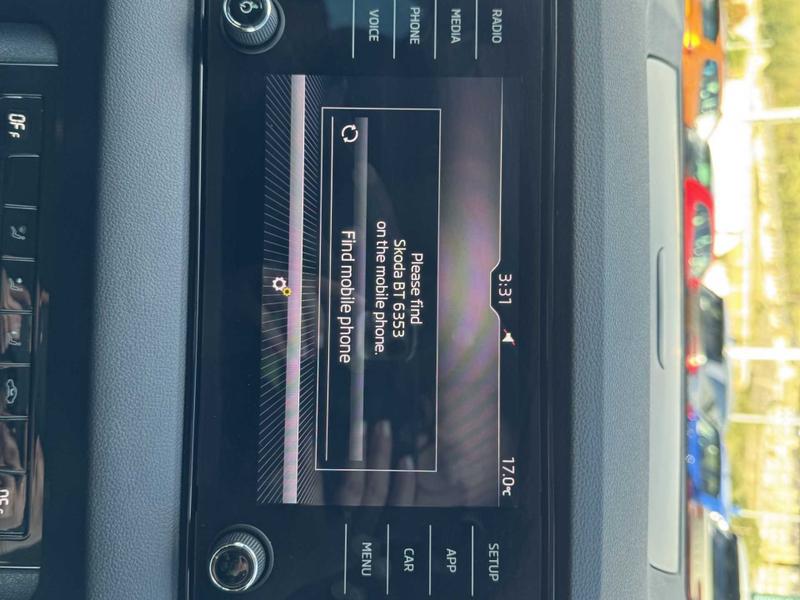 RADIO
MEDIA
PHONE
VOICE
3:31
17.0°C
Please find
Skoda BT 6353
on the mobile phone.
Find mobile phone
SETUP
APP
CAR
MENU
OFF
OFF